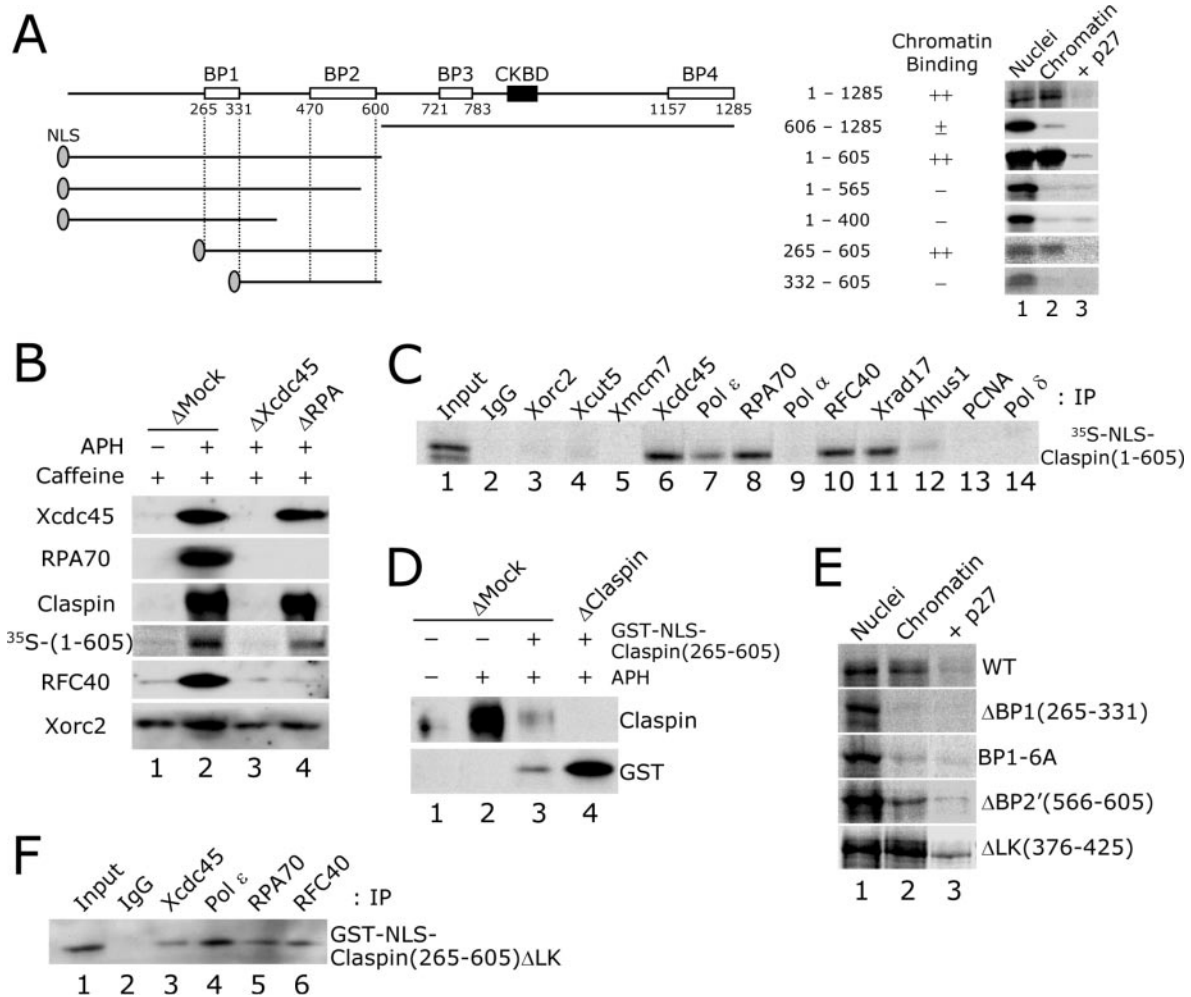 A
BP1 BP2 BP3 CKBD BP4
265 331 470 600 721 783 1157 1285
NLS
Chromatin
Binding
Nuclei Chromatin + p27
1 – 1285 ++
606 – 1285 ±
1 – 605 ++
1 – 565 –
1 – 400 –
265 – 605 ++
332 – 605 –
1 2 3
B
ΔMock ΔXcdc45 ΔRPA
APH – + + +
Caffeine + + + +
Xcdc45
RPA70
Claspin
³⁵S-(1-605)
RFC40
Xorc2
1 2 3 4
C
Input IgG Xorc2 Xcut5 Xmcm7 Xcdc45 Pol ε RPA70 Pol α RFC40 Xrad17 Xhus1 PCNA Pol δ : IP
³⁵S-NLS-
Claspin(1-605)
1 2 3 4 5 6 7 8 9 10 11 12 13 14
D
ΔMock ΔClaspin
– – + + GST-NLS-
Claspin(265-605)
– + + + APH
Claspin
GST
1 2 3 4
E
Nuclei Chromatin + p27
WT
ΔBP1(265-331)
BP1-6A
ΔBP2'(566-605)
ΔLK(376-425)
1 2 3
F
Input IgG Xcdc45 Pol ε RPA70 RFC40 : IP
GST-NLS-
Claspin(265-605)ΔLK
1 2 3 4 5 6